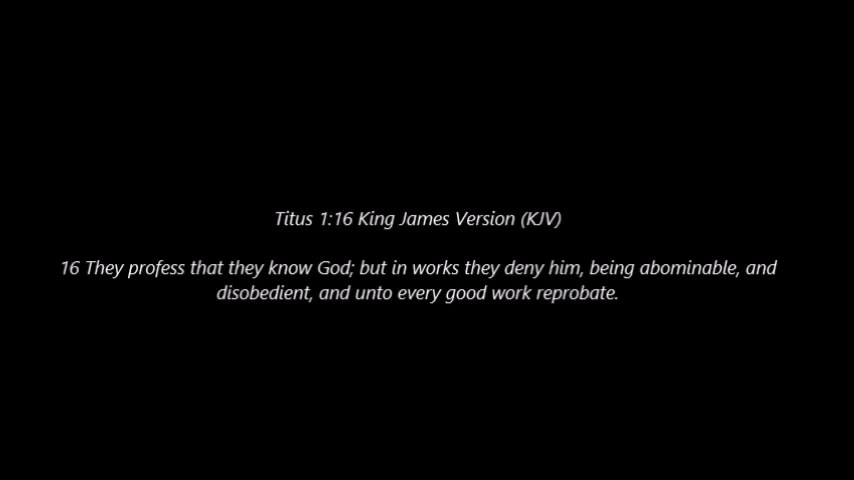 Titus 1:16 King James Version (KJV)
16 They profess that they know God; but in works they deny him, being abominable, and
disobedient, and unto every good work reprobate.